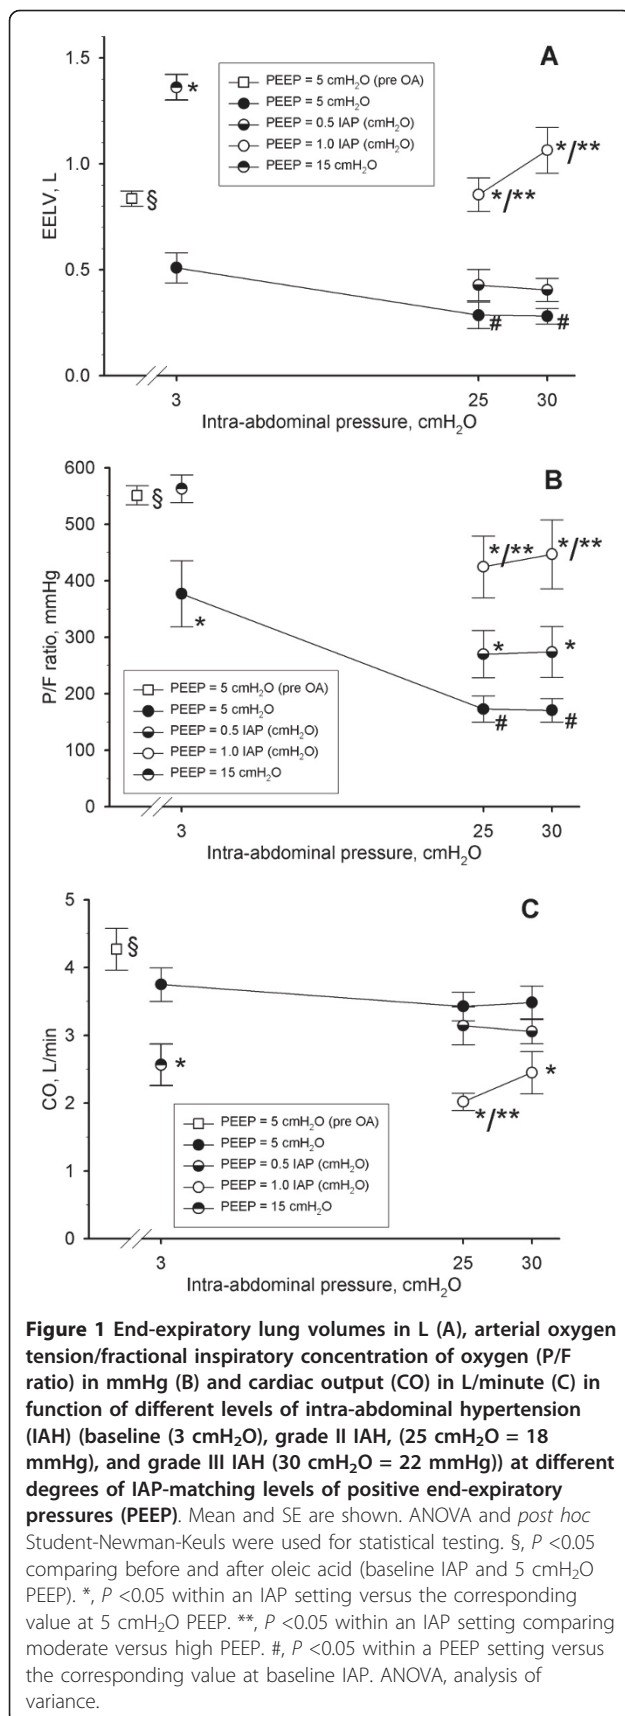 A
1.5
1.0
0.5
0.0
EELV, L
PEEP = 5 cmH₂O (pre OA)
PEEP = 5 cmH₂O
PEEP = 0.5 IAP (cmH₂O)
PEEP = 1.0 IAP (cmH₂O)
PEEP = 15 cmH₂O
§
*
*/**
*/**
#
#
3 25 30
Intra-abdominal pressure, cmH₂O
B
600
500
400
300
200
100
0
P/F ratio, mmHg
§
*
*/**
*/**
*
*
#
#
PEEP = 5 cmH₂O (pre OA)
PEEP = 5 cmH₂O
PEEP = 0.5 IAP (cmH₂O)
PEEP = 1.0 IAP (cmH₂O)
PEEP = 15 cmH₂O
3 25 30
Intra-abdominal pressure, cmH₂O
C
5
4
3
2
1
0
CO, L/min
§
*
*/**
*
PEEP = 5 cmH₂O (pre OA)
PEEP = 5 cmH₂O
PEEP = 0.5 IAP (cmH₂O)
PEEP = 1.0 IAP (cmH₂O)
PEEP = 15 cmH₂O
3 25 30
Intra-abdominal pressure, cmH₂O
Figure 1 End-expiratory lung volumes in L (A), arterial oxygen
tension/fractional inspiratory concentration of oxygen (P/F
ratio) in mmHg (B) and cardiac output (CO) in L/minute (C) in
function of different levels of intra-abdominal hypertension
(IAH) (baseline (3 cmH₂O), grade II IAH, (25 cmH₂O = 18
mmHg), and grade III IAH (30 cmH₂O = 22 mmHg)) at different
degrees of IAP-matching levels of positive end-expiratory
pressures (PEEP). Mean and SE are shown. ANOVA and post hoc
Student-Newman-Keuls were used for statistical testing. §, P <0.05
comparing before and after oleic acid (baseline IAP and 5 cmH₂O
PEEP). *, P <0.05 within an IAP setting versus the corresponding
value at 5 cmH₂O PEEP. **, P <0.05 within an IAP setting comparing
moderate versus high PEEP. #, P <0.05 within a PEEP setting versus
the corresponding value at baseline IAP. ANOVA, analysis of
variance.